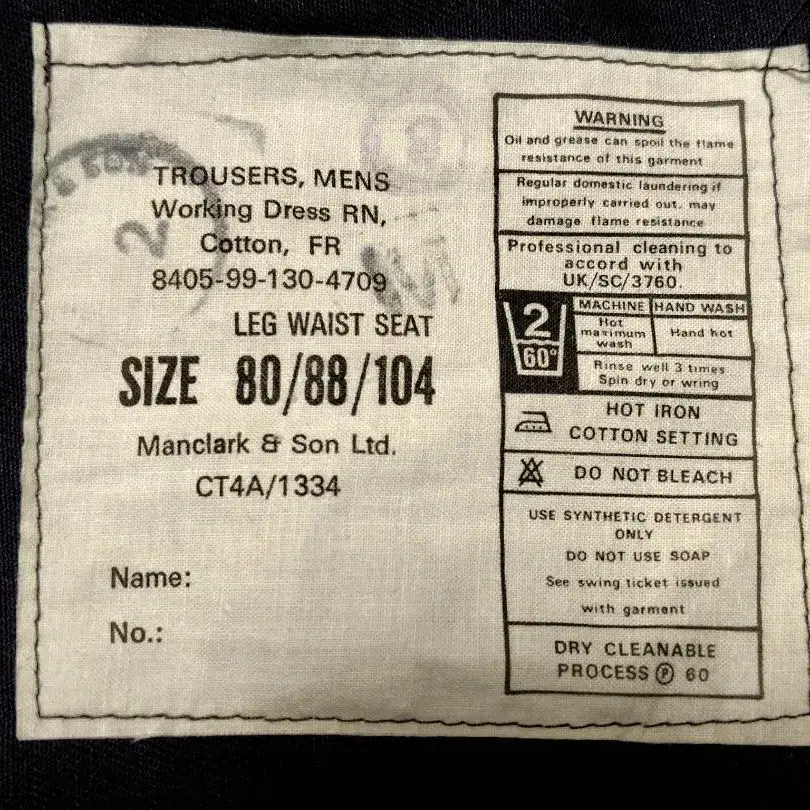 TROUSERS, MENS
Working Dress RN,
Cotton, FR
8405-99-130-4709
LEG WAIST SEAT
SIZE 80/88/104
Manclark & Son Ltd.
CT4A/1334
Name:
No.:
2
WARNING
Oil and grease can spoil the flame
resistance of this garment
Regular domestic laundering if
improperly carried out, may
damage flame resistance
Professional cleaning to
accord with
UK/SC/3760.
2
60°
MACHINE
Hot
maximum
wash
HAND WASH
Hand hot
Rinse well 3 times
Spin dry or wring
HOT IRON
COTTON SETTING
DO NOT BLEACH
USE SYNTHETIC DETERGENT
ONLY
DO NOT USE SOAP
See swing ticket issued
with garment
DRY CLEANABLE
PROCESS Ⓟ 60